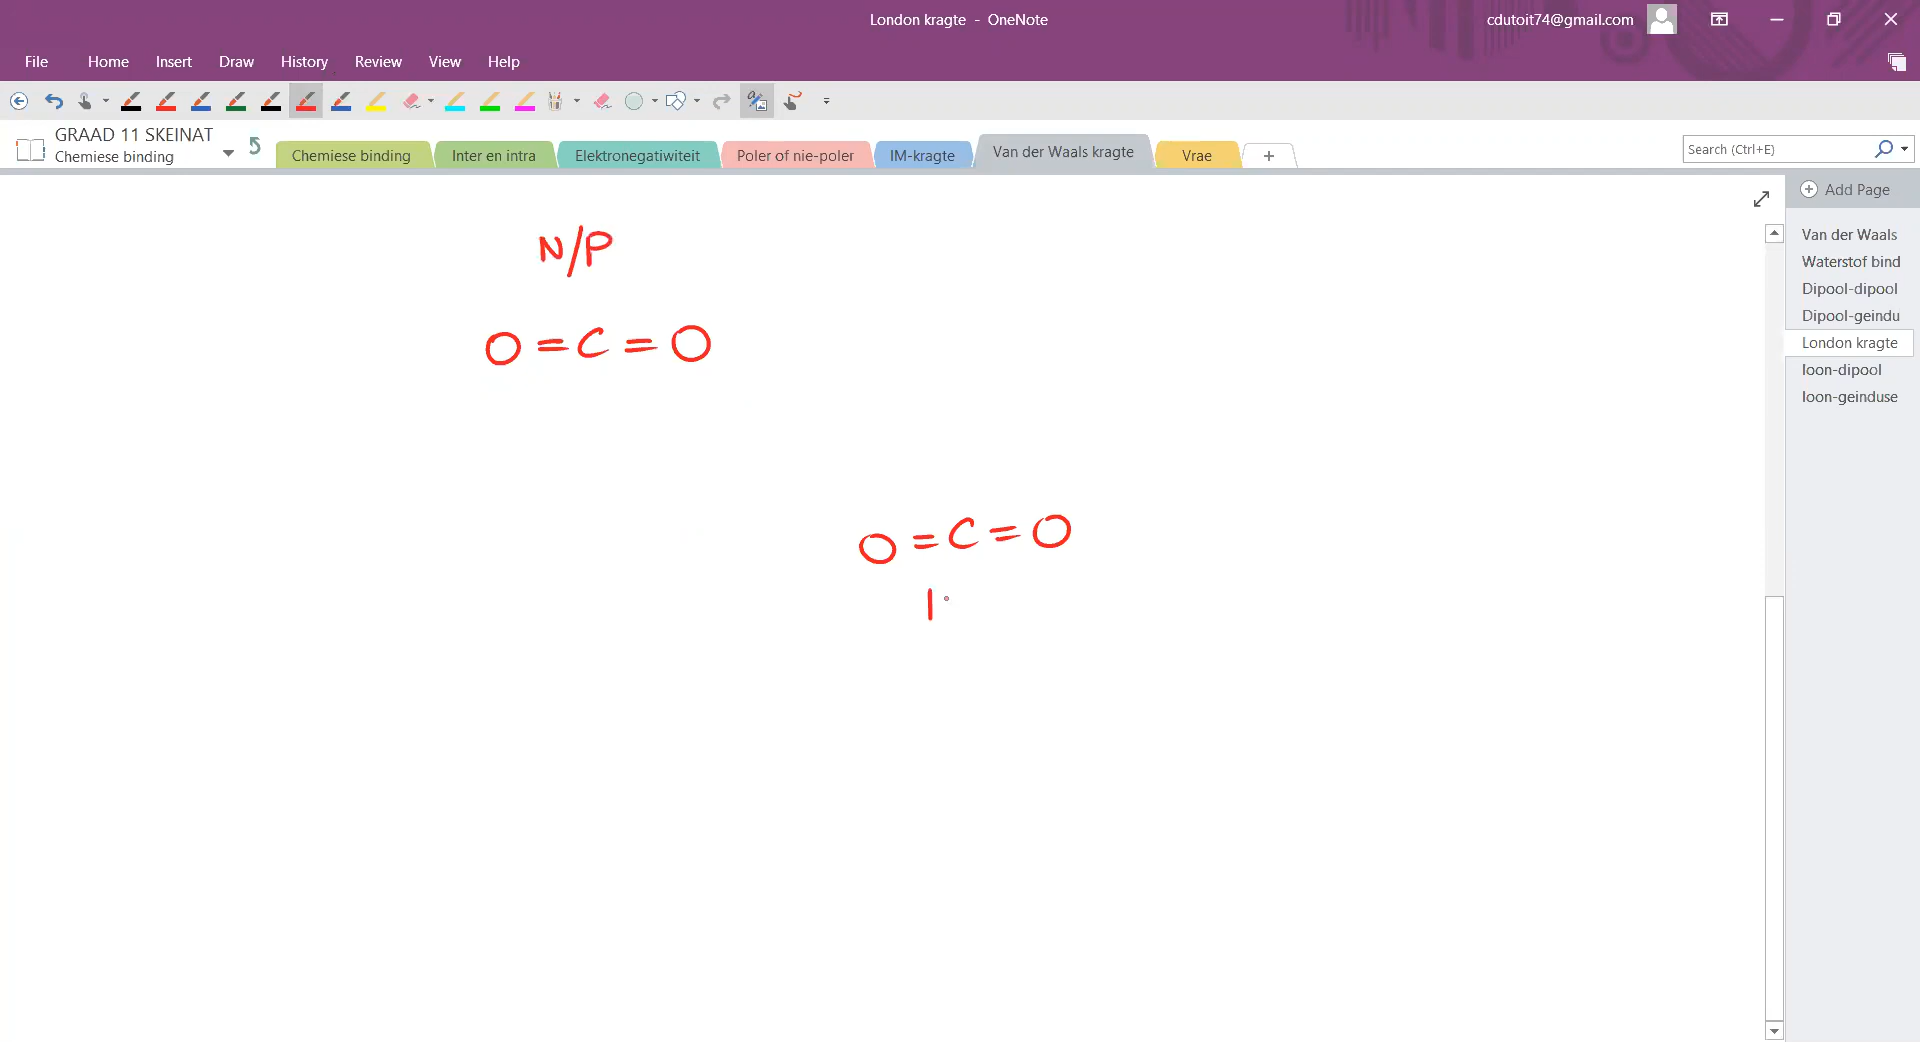 London kragte - OneNote
cdutoit74@gmail.com
File Home Insert Draw History Review View Help
GRAAD 11 SKEINAT
Chemiese binding
Chemiese binding Inter en intra Elektronegatiwiteit Poler of nie-poler IM-kragte Van der Waals kragte Vrae +
Search (Ctrl+E)
Add Page
Van der Waals
Waterstof bind
Dipool-dipool
Dipool-geindu
London kragte
Ioon-dipool
Ioon-geinduse
N/P
O=C=O
O=C=O